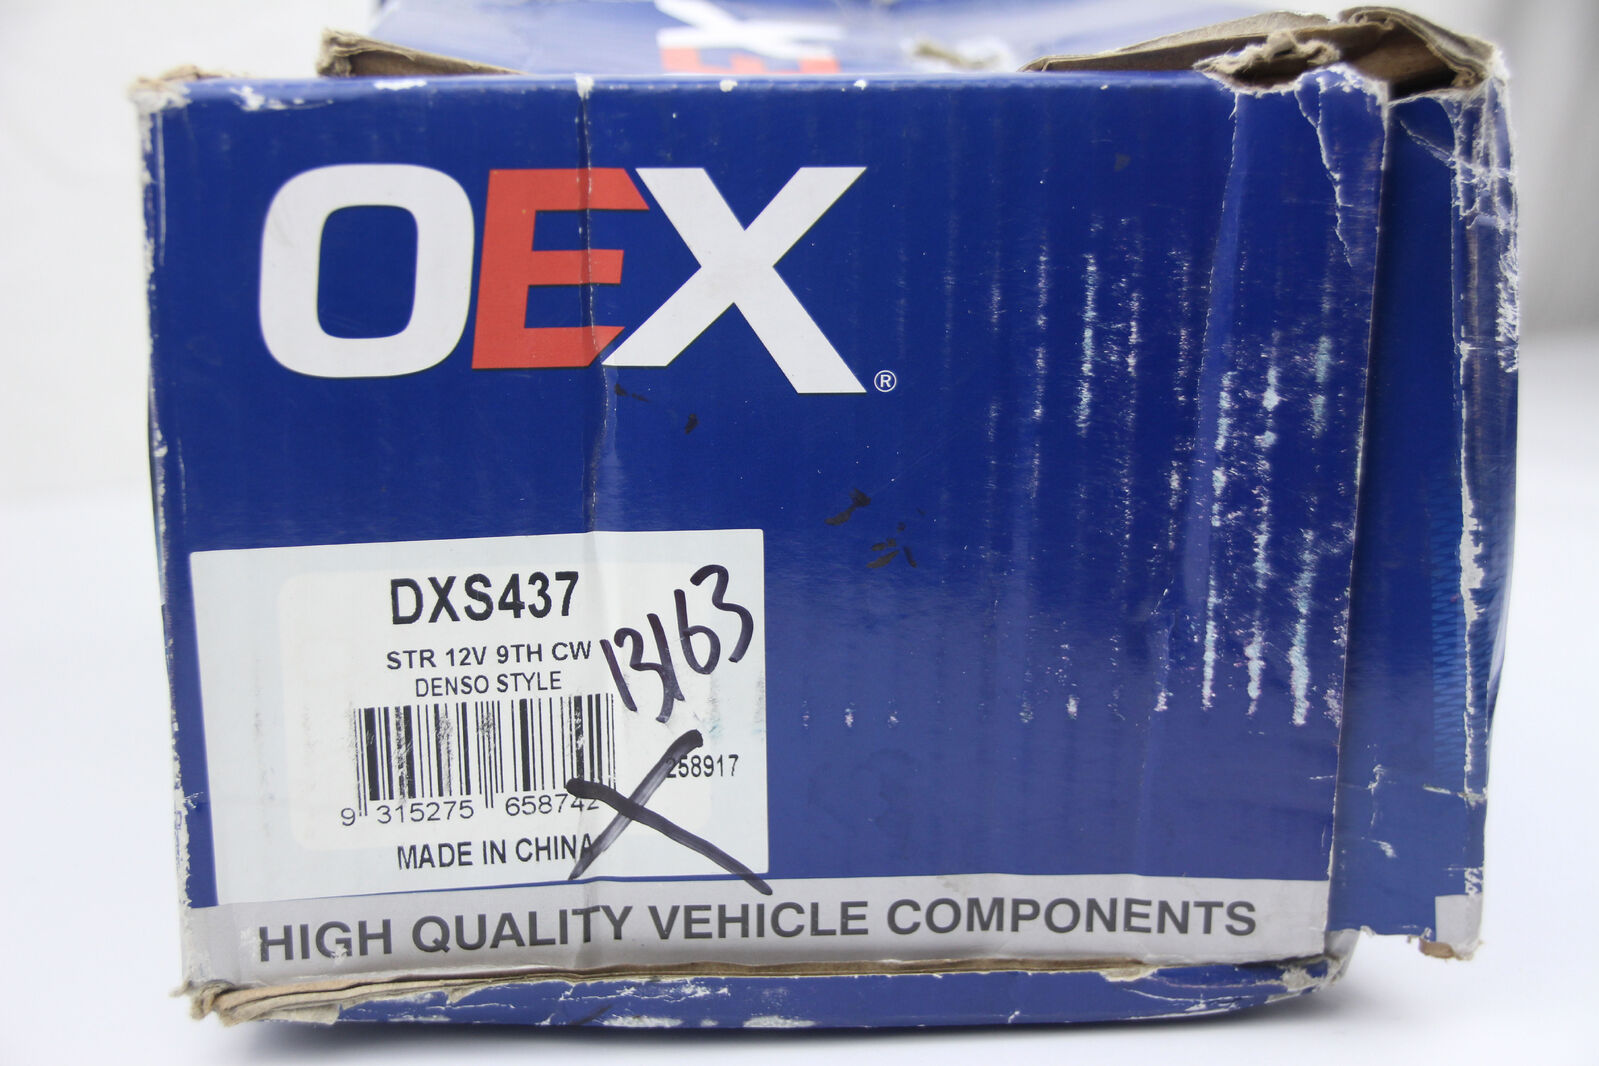 EX
OEX®
DXS437
STR 12V 9TH CW
DENSO STYLE
13163
258917
9 315275 658742
MADE IN CHINA
HIGH QUALITY VEHICLE COMPONENTS